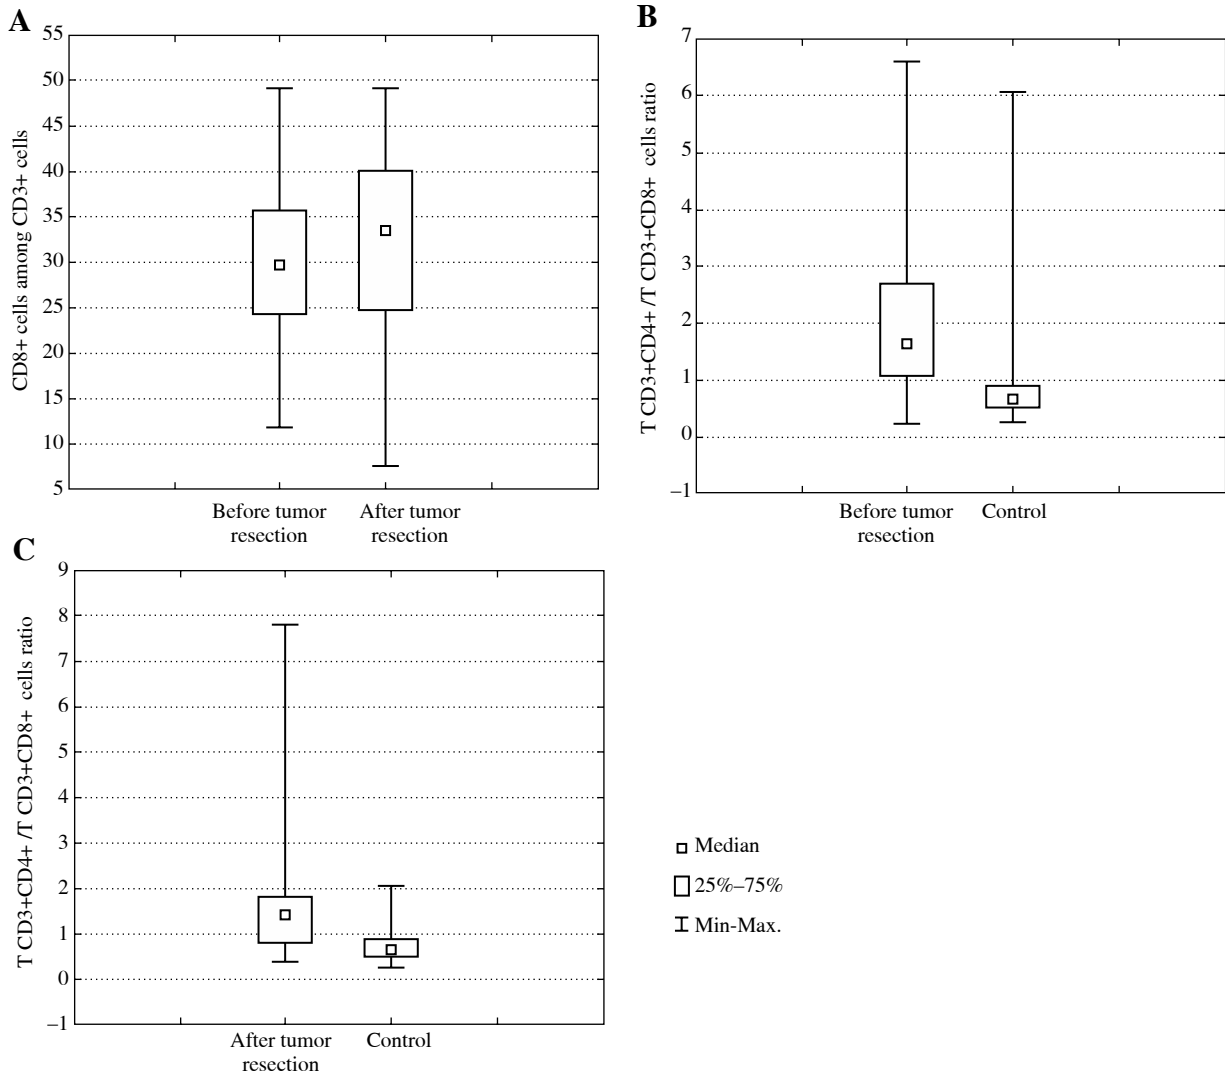 A
CD8+ cells among CD3+ cells
55
50
45
40
35
30
25
20
15
10
5
Before tumor
resection
After tumor
resection
B
T CD3+CD4+ /T CD3+CD8+ cells ratio
7
6
5
4
3
2
1
0
–1
Before tumor
resection
Control
C
T CD3+CD4+ /T CD3+CD8+ cells ratio
9
8
7
6
5
4
3
2
1
0
–1
After tumor
resection
Control
Median
25%–75%
Min-Max.